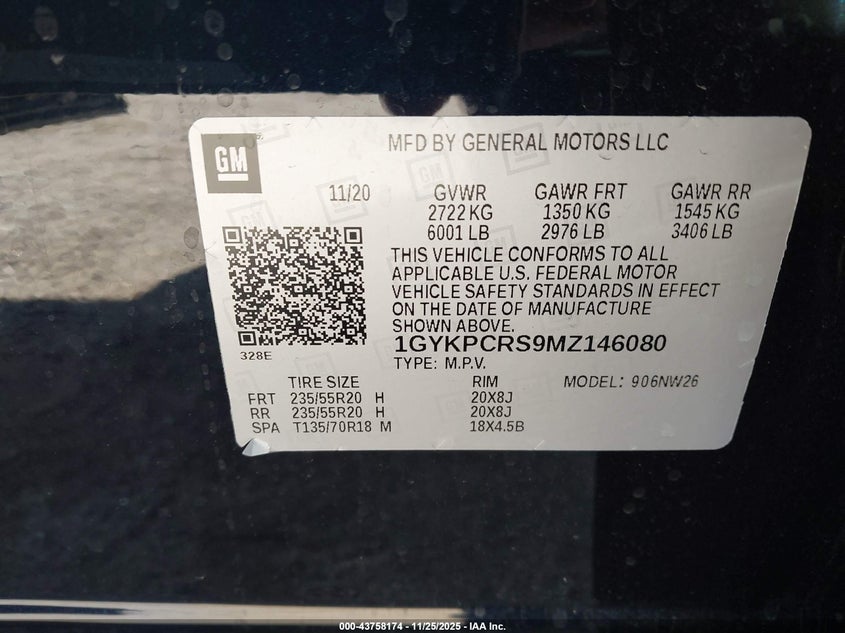 MFD BY GENERAL MOTORS LLC
GM
11/20 GVWR GAWR FRT GAWR RR
2722 KG 1350 KG 1545 KG
6001 LB 2976 LB 3406 LB
THIS VEHICLE CONFORMS TO ALL
APPLICABLE U.S. FEDERAL MOTOR
VEHICLE SAFETY STANDARDS IN EFFECT
ON THE DATE OF MANUFACTURE
SHOWN ABOVE.
1GYKPCRS9MZ146080
328E
TYPE: M.P.V.
TIRE SIZE RIM MODEL: 906NW26
FRT 235/55R20 H 20X8J
RR 235/55R20 H 20X8J
SPA T135/70R18 M 18X4.5B
000-43758174 - 11/25/2025 - IAA Inc.